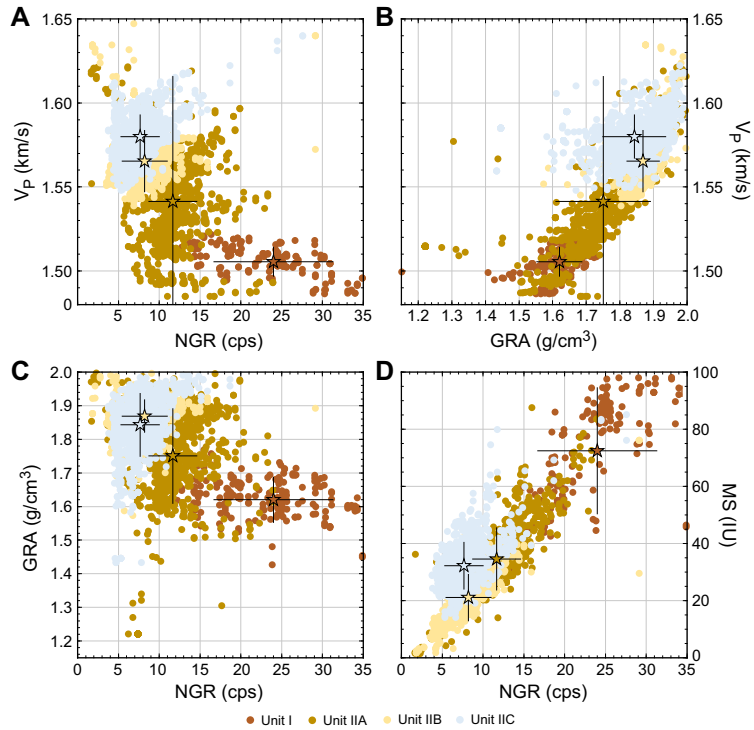 A
B
1.65
1.60
1.55
1.50
0
V_P (km/s)
5 10 15 20 25 30 35
NGR (cps)
1.65
1.60
1.55
1.50
0
V_P (km/s)
1.2 1.3 1.4 1.5 1.6 1.7 1.8 1.9 2.0
GRA (g/cm³)
C
D
2.0
1.9
1.8
1.7
1.6
1.5
1.4
1.3
1.2
GRA (g/cm³)
0 5 10 15 20 25 30 35
NGR (cps)
100
80
60
40
20
0
MS (IU)
0 5 10 15 20 25 30 35
NGR (cps)
Unit I Unit IIA Unit IIB Unit IIC